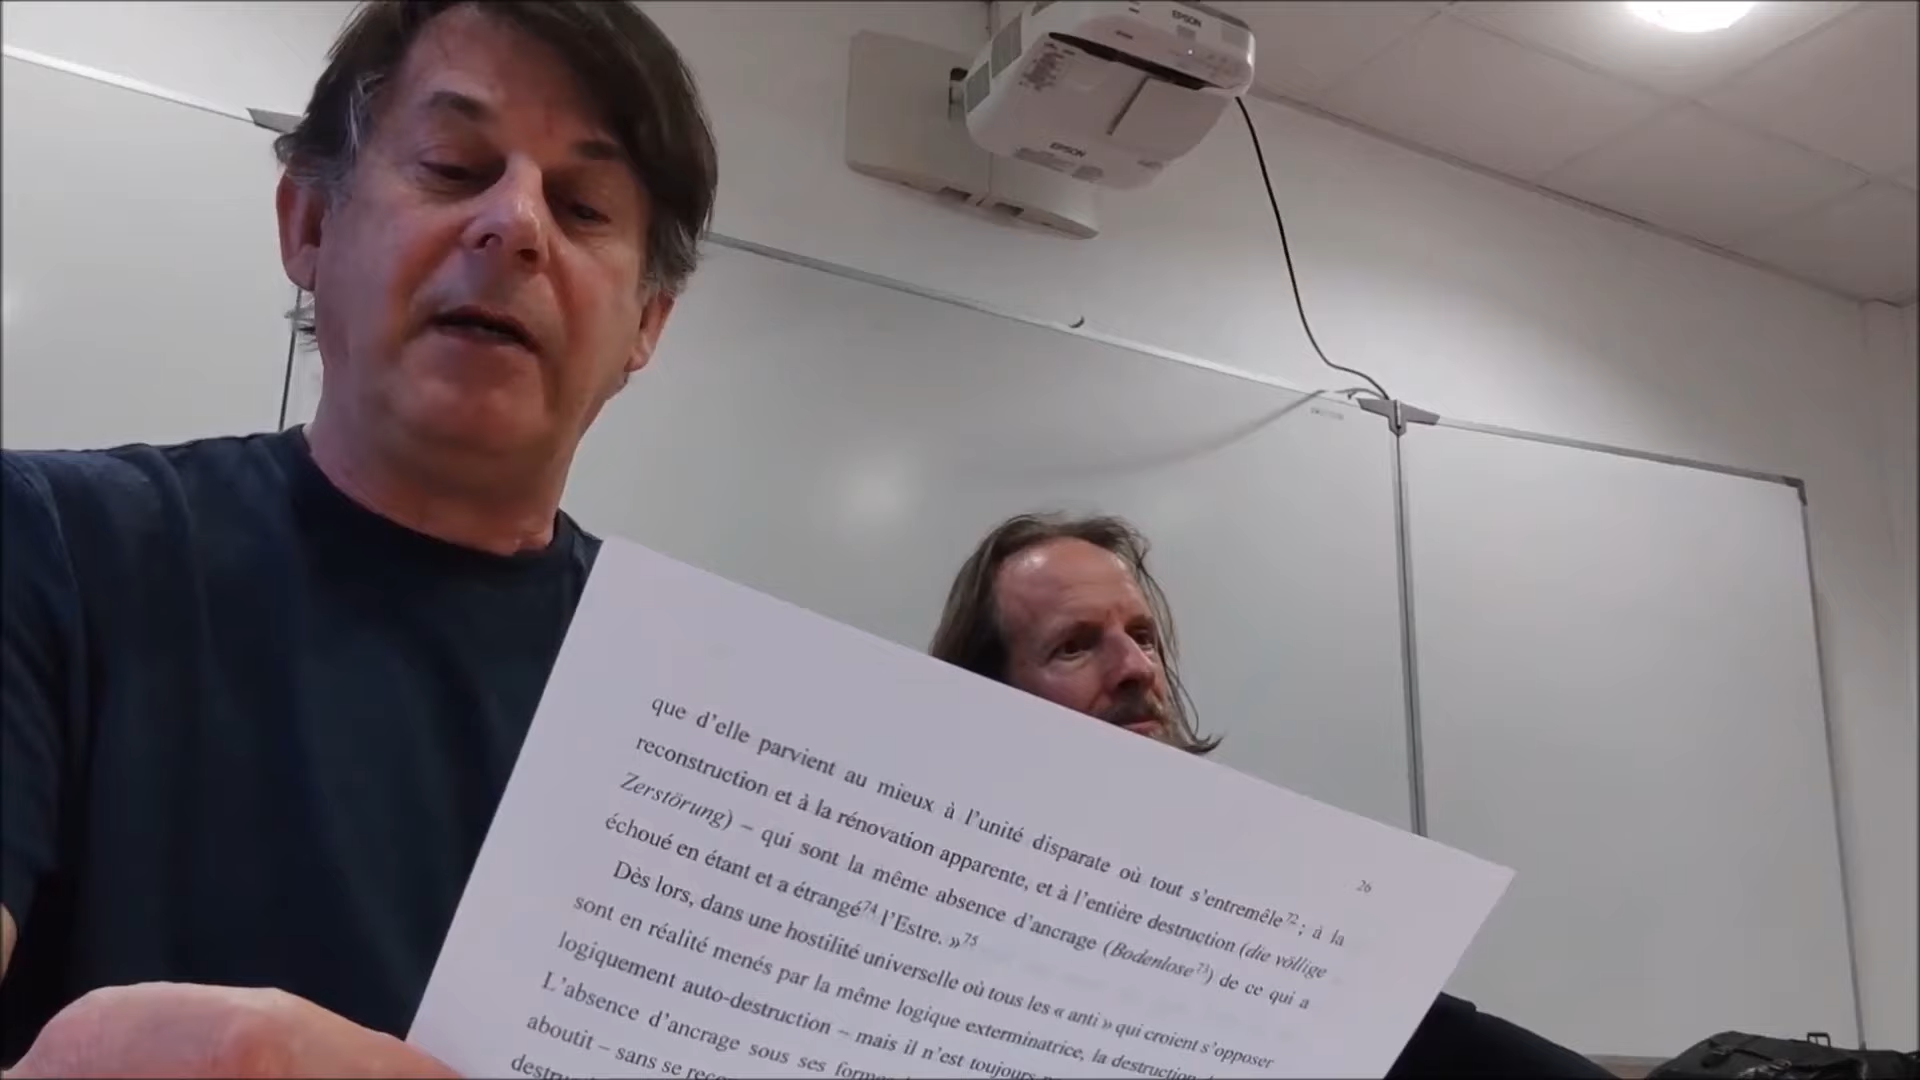 EPSON
EPSON
26
que d'elle parvient au mieux à l'unité disparate où tout s'entremêle72 ; à la
reconstruction et à la rénovation apparente, et à l'entière destruction (die völlige
Zerstörung) – qui sont la même absence d'ancrage (Bodenlose73) de ce qui a
échoué en étant et a étrangé74 l'Estre. »75
Dès lors, dans une hostilité universelle où tous les « anti » qui croient s'opposer
sont en réalité menés par la même logique exterminatrice, la destruction
logiquement auto-destruction – mais il n'est toujours
L'absence d'ancrage sous ses
aboutit – sans se